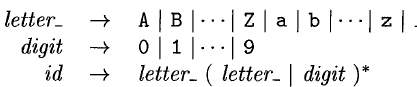 letter_ → A | B | ··· | Z | a | b | ··· | z | .
digit → 0 | 1 | ··· | 9
id → letter_ ( letter_ | digit )*